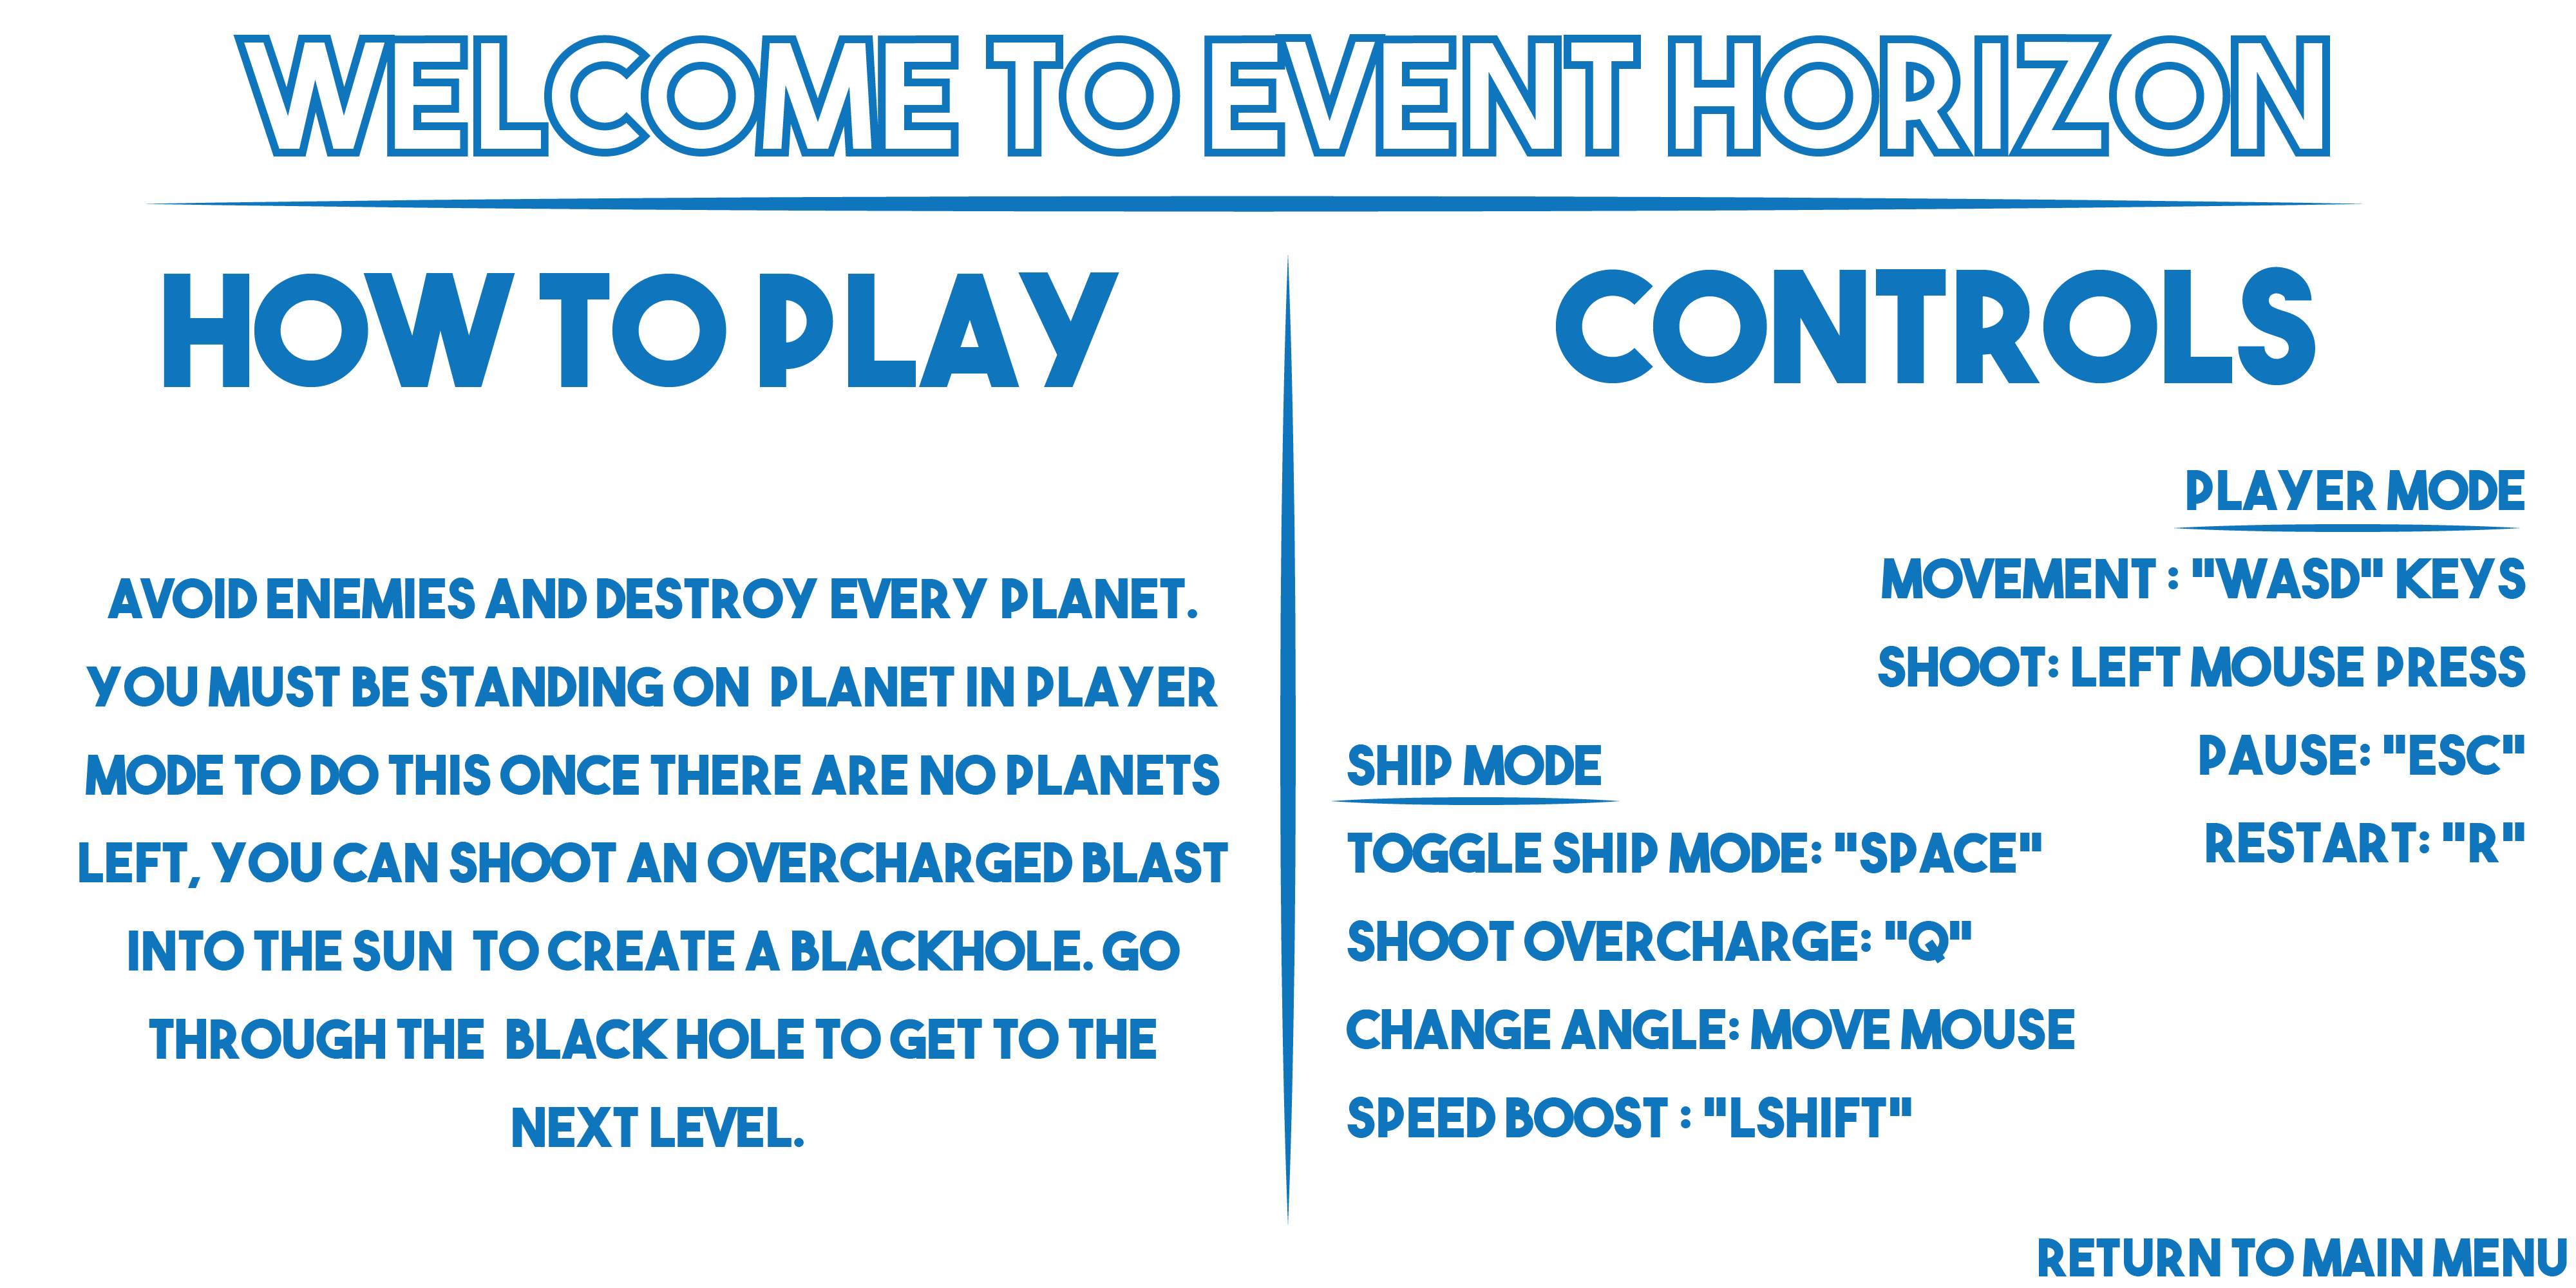 WELCOME TO EVENT HORIZON
HOW TO PLAY
AVOID ENEMIES AND DESTROY EVERY PLANET.
YOU MUST BE STANDING ON PLANET IN PLAYER
MODE TO DO THIS ONCE THERE ARE NO PLANETS
LEFT, YOU CAN SHOOT AN OVERCHARGED BLAST
INTO THE SUN TO CREATE A BLACKHOLE. GO
THROUGH THE BLACK HOLE TO GET TO THE
NEXT LEVEL.
CONTROLS
PLAYER MODE
MOVEMENT : "WASD" KEYS
SHOOT: LEFT MOUSE PRESS
PAUSE: "ESC"
RESTART: "R"
SHIP MODE
TOGGLE SHIP MODE: "SPACE"
SHOOT OVERCHARGE: "Q"
CHANGE ANGLE: MOVE MOUSE
SPEED BOOST : "LSHIFT"
RETURN TO MAIN MENU